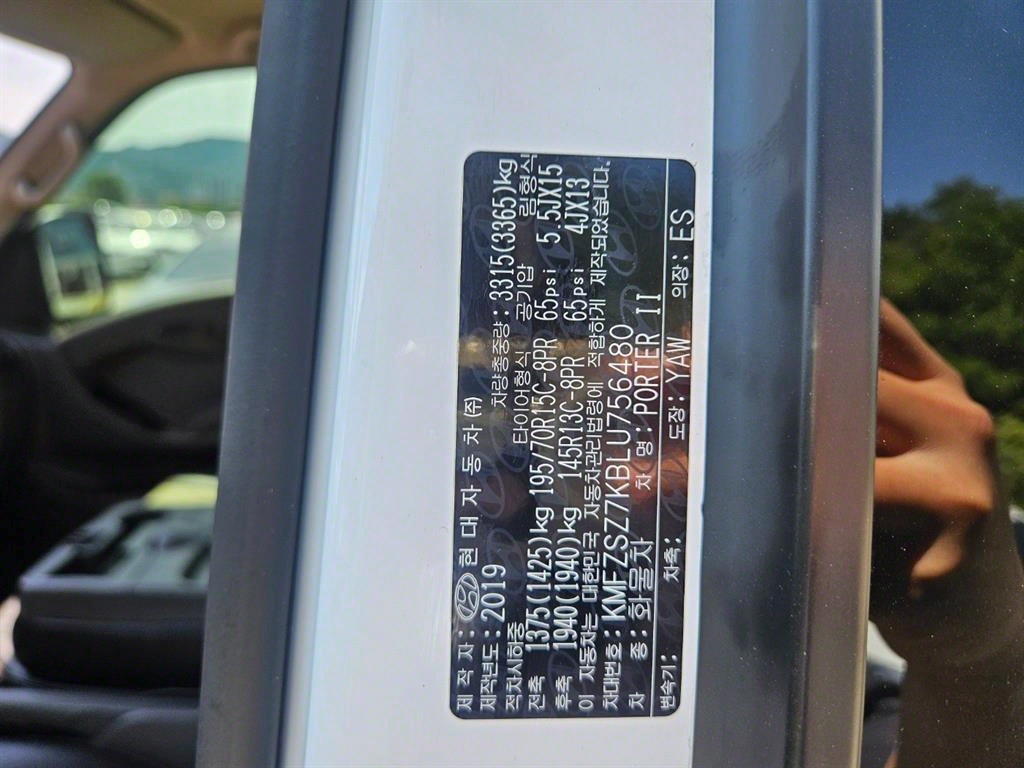 제 작 자: 현 대 자 동 차 (주)
제작년도: 2019 차량총중량: 3315(3365)kg
적차시하중 타이어형식 공기압 림형식
전축 1375(1425)kg 195/70R15C-8PR 65psi 5.5JX15
후축 1940(1940)kg 145R13C-8PR 65psi 4JX13
이 자동차는 대한민국 자동차관리법령에 적합하게 제작되었습니다.
차대번호: KMFZSZ7KBLU756480
차 종: 화물차 차 명: PORTER II
변속기: 차축: 도장: YAW 의장: ES